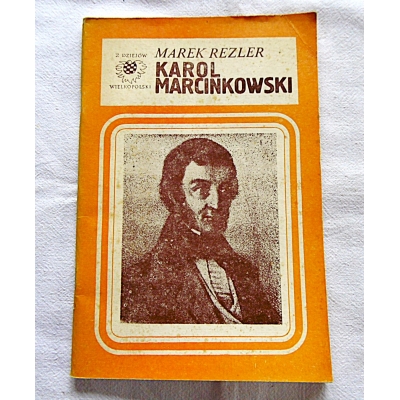 Z DZIEJÓW
WIELKOPOLSKI
MAREK REZLER
KAROL
MARCINKOWSKI